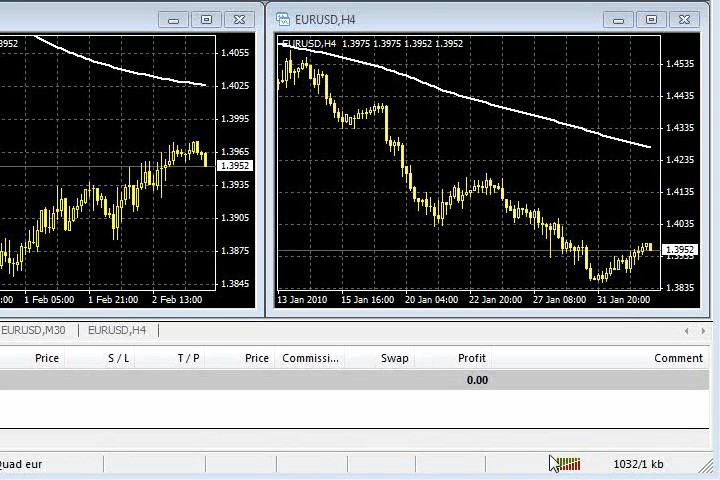 EURUSD,H4
3952
1.4055
1.4025
1.3995
1.3965
1.3952
1.3935
1.3905
1.3875
1.3845
:00 1 Feb 05:00 1 Feb 21:00 2 Feb 13:00
EURUSD,H4 1.3975 1.3975 1.3952 1.3952
1.4535
1.4435
1.4335
1.4235
1.4135
1.4035
1.3952
1.3935
1.3835
13 Jan 2010 15 Jan 16:00 20 Jan 04:00 22 Jan 20:00 27 Jan 08:00 31 Jan 20:00
EURUSD,M30 EURUSD,H4
Price S / L T / P Price Commissi... Swap Profit Comment
0.00
Quad eur 1032/1 kb